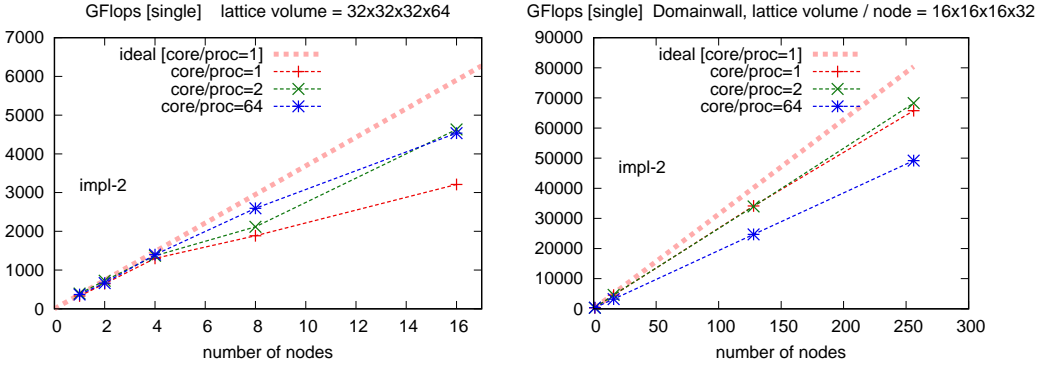 GFlops [single] lattice volume = 32x32x32x64
7000
6000
5000
4000
3000
2000
1000
0
ideal [core/proc=1]
core/proc=1
core/proc=2
core/proc=64
impl-2
0 2 4 6 8 10 12 14 16
number of nodes
GFlops [single] Domainwall, lattice volume / node = 16x16x16x32
90000
80000
70000
60000
50000
40000
30000
20000
10000
0
ideal [core/proc=1]
core/proc=1
core/proc=2
core/proc=64
impl-2
0 50 100 150 200 250 300
number of nodes